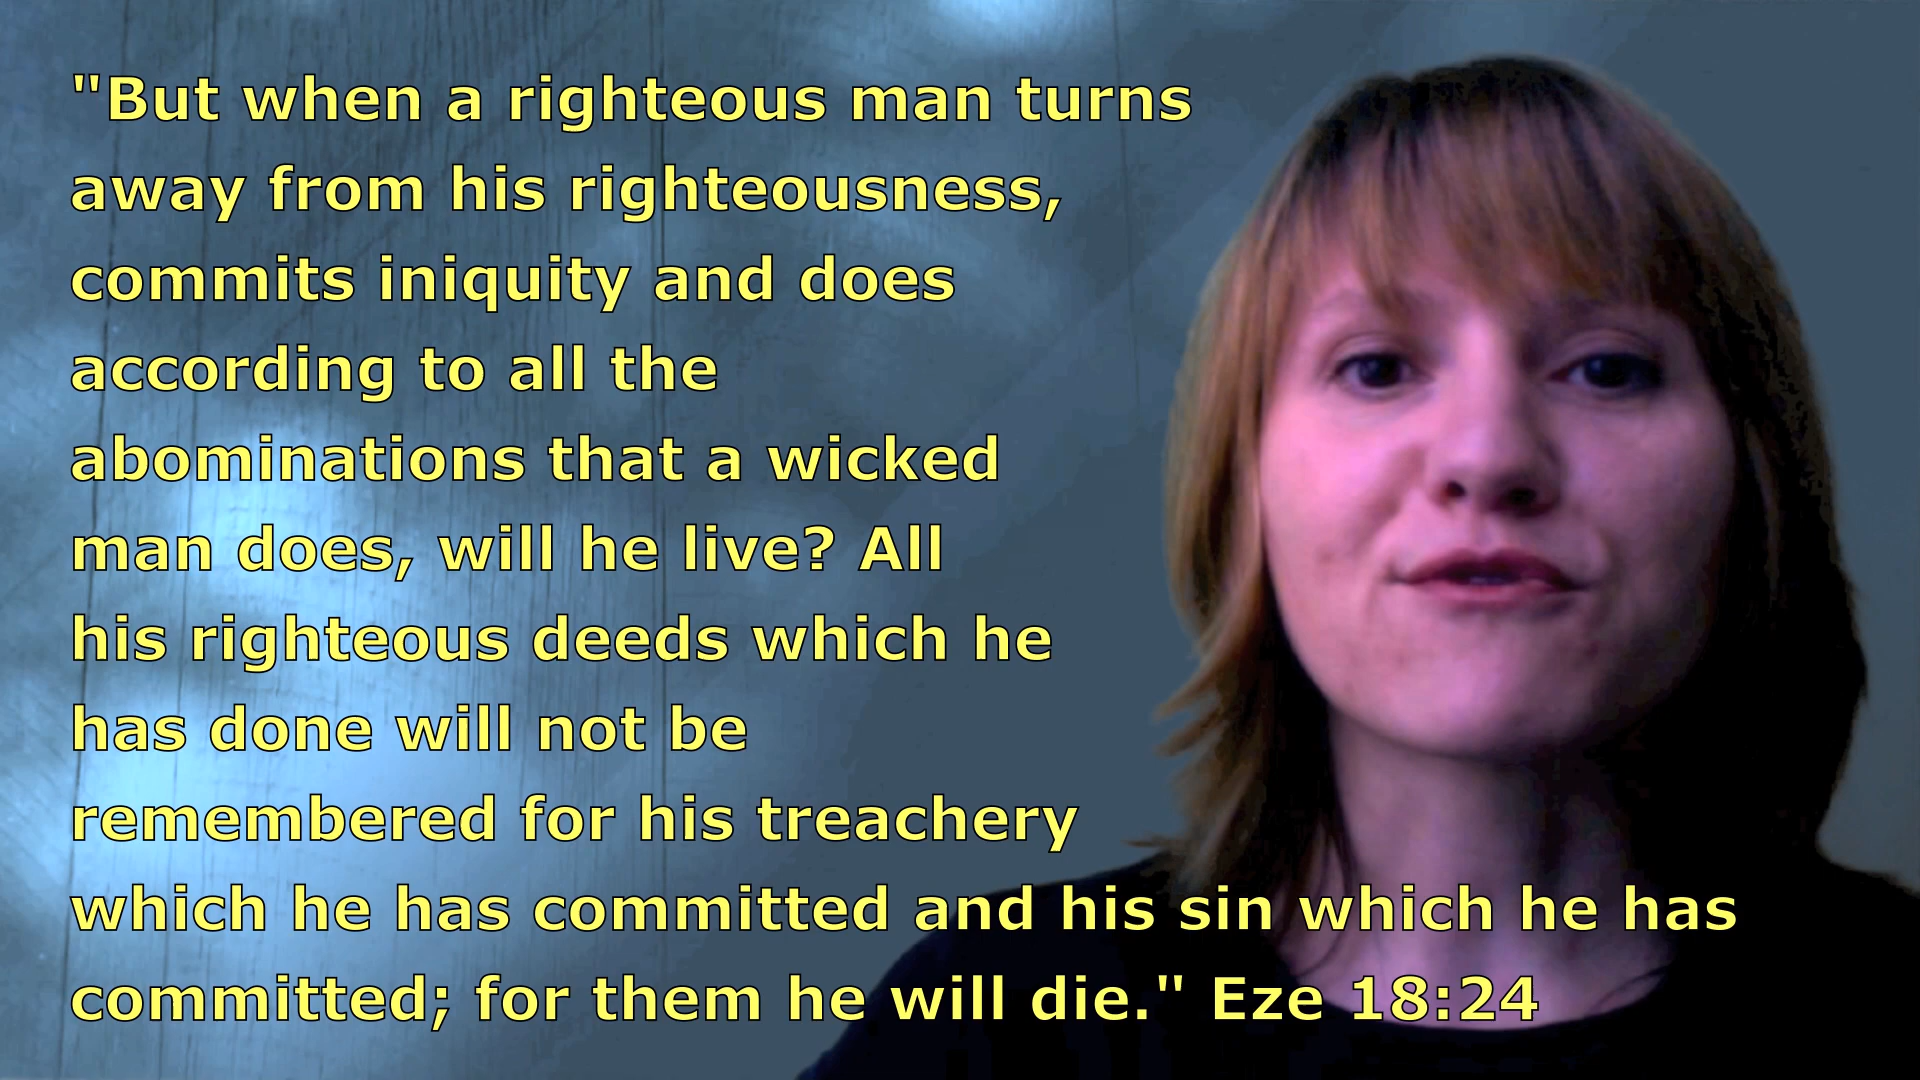 "But when a righteous man turns
away from his righteousness,
commits iniquity and does
according to all the
abominations that a wicked
man does, will he live? All
his righteous deeds which he
has done will not be
remembered for his treachery
which he has committed and his sin which he has
committed; for them he will die." Eze 18:24